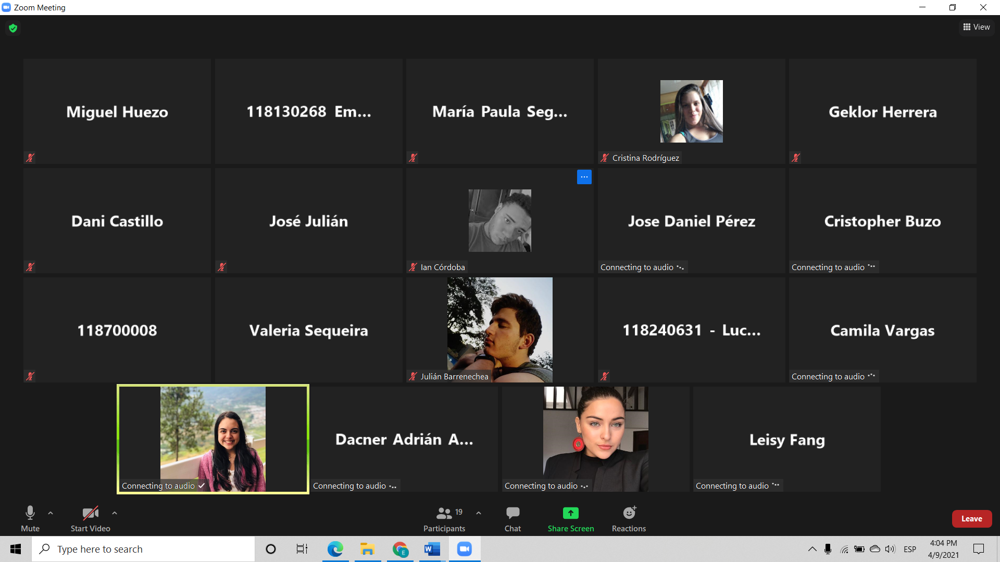 Zoom Meeting
View
Miguel Huezo
118130268 Em...
María Paula Seg...
Cristina Rodríguez
Geklor Herrera
Dani Castillo
José Julián
Ian Córdoba
Jose Daniel Pérez
Connecting to audio
Cristopher Buzo
Connecting to audio
118700008
Valeria Sequeira
Julián Barrenechea
118240631 - Luc...
Camila Vargas
Connecting to audio
Connecting to audio
Dacner Adrián A...
Connecting to audio
Connecting to audio
Leisy Fang
Connecting to audio
Mute
Start Video
19
Participants
Chat
Share Screen
Reactions
Leave
Type here to search
E
W
ESP
4:04 PM
4/9/2021